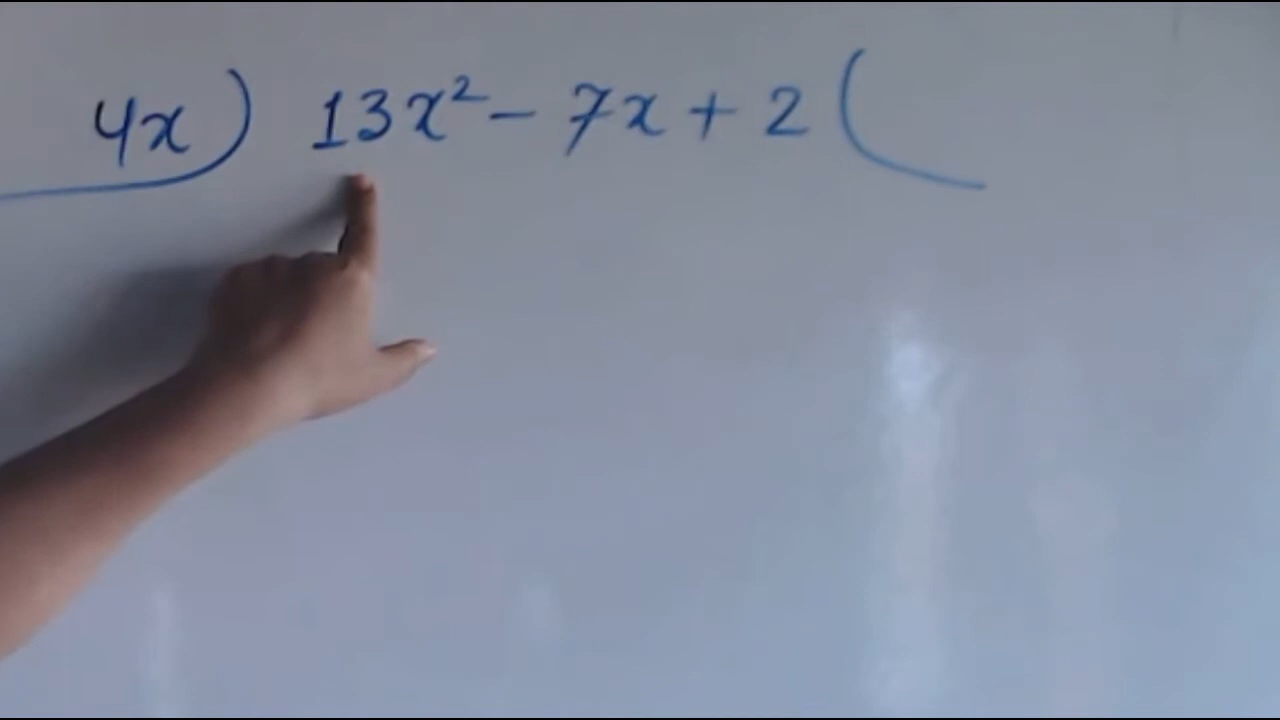 4x) 13x² - 7x + 2 (